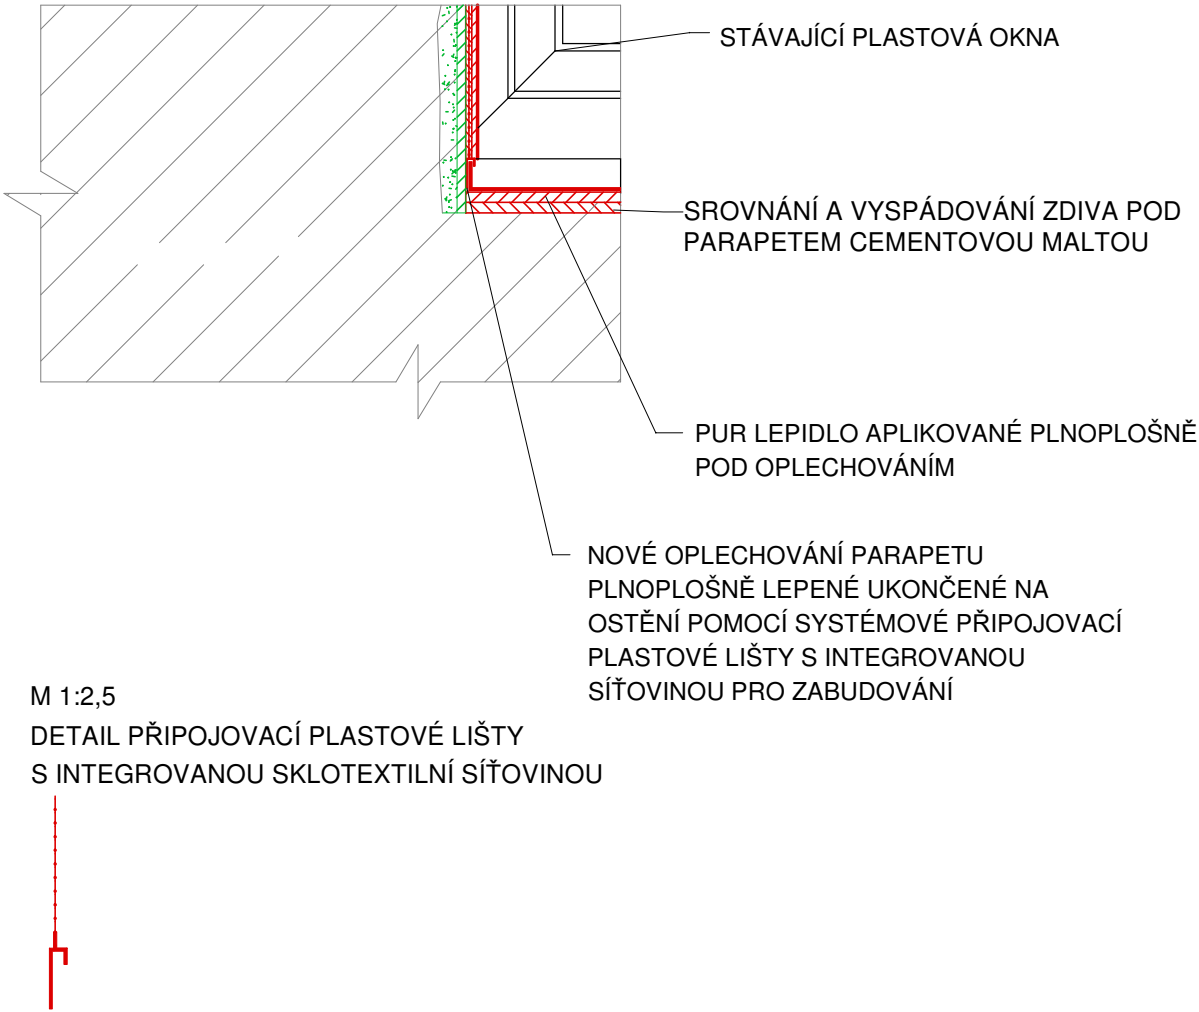 STÁVAJÍCÍ PLASTOVÁ OKNA
SROVNÁNÍ A VYSPÁDOVÁNÍ ZDIVA POD
PARAPETEM CEMENTOVOU MALTOU
PUR LEPIDLO APLIKOVANÉ PLNOPLOŠNĚ
POD OPLECHOVÁNÍM
NOVÉ OPLECHOVÁNÍ PARAPETU
PLNOPLOŠNĚ LEPENÉ UKONČENÉ NA
OSTĚNÍ POMOCÍ SYSTÉMOVÉ PŘIPOJOVACÍ
PLASTOVÉ LIŠTY S INTEGROVANOU
SÍŤOVINOU PRO ZABUDOVÁNÍ
M 1:2,5
DETAIL PŘIPOJOVACÍ PLASTOVÉ LIŠTY
S INTEGROVANOU SKLOTEXTILNÍ SÍŤOVINOU